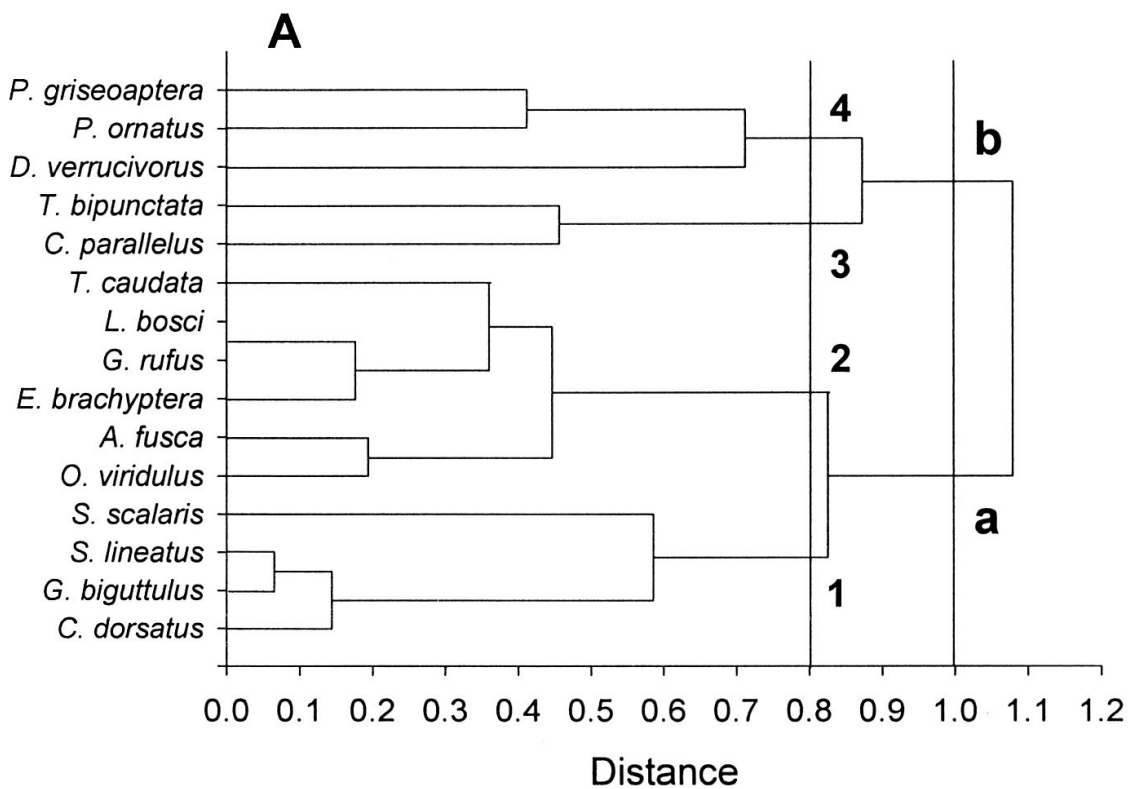 A
P. griseoaptera
P. ornatus
D. verrucivorus
T. bipunctata
C. parallelus
T. caudata
L. bosci
G. rufus
E. brachyptera
A. fusca
O. viridulus
S. scalaris
S. lineatus
G. biguttulus
C. dorsatus
4
b
3
2
a
1
0.0 0.1 0.2 0.3 0.4 0.5 0.6 0.7 0.8 0.9 1.0 1.1 1.2
Distance